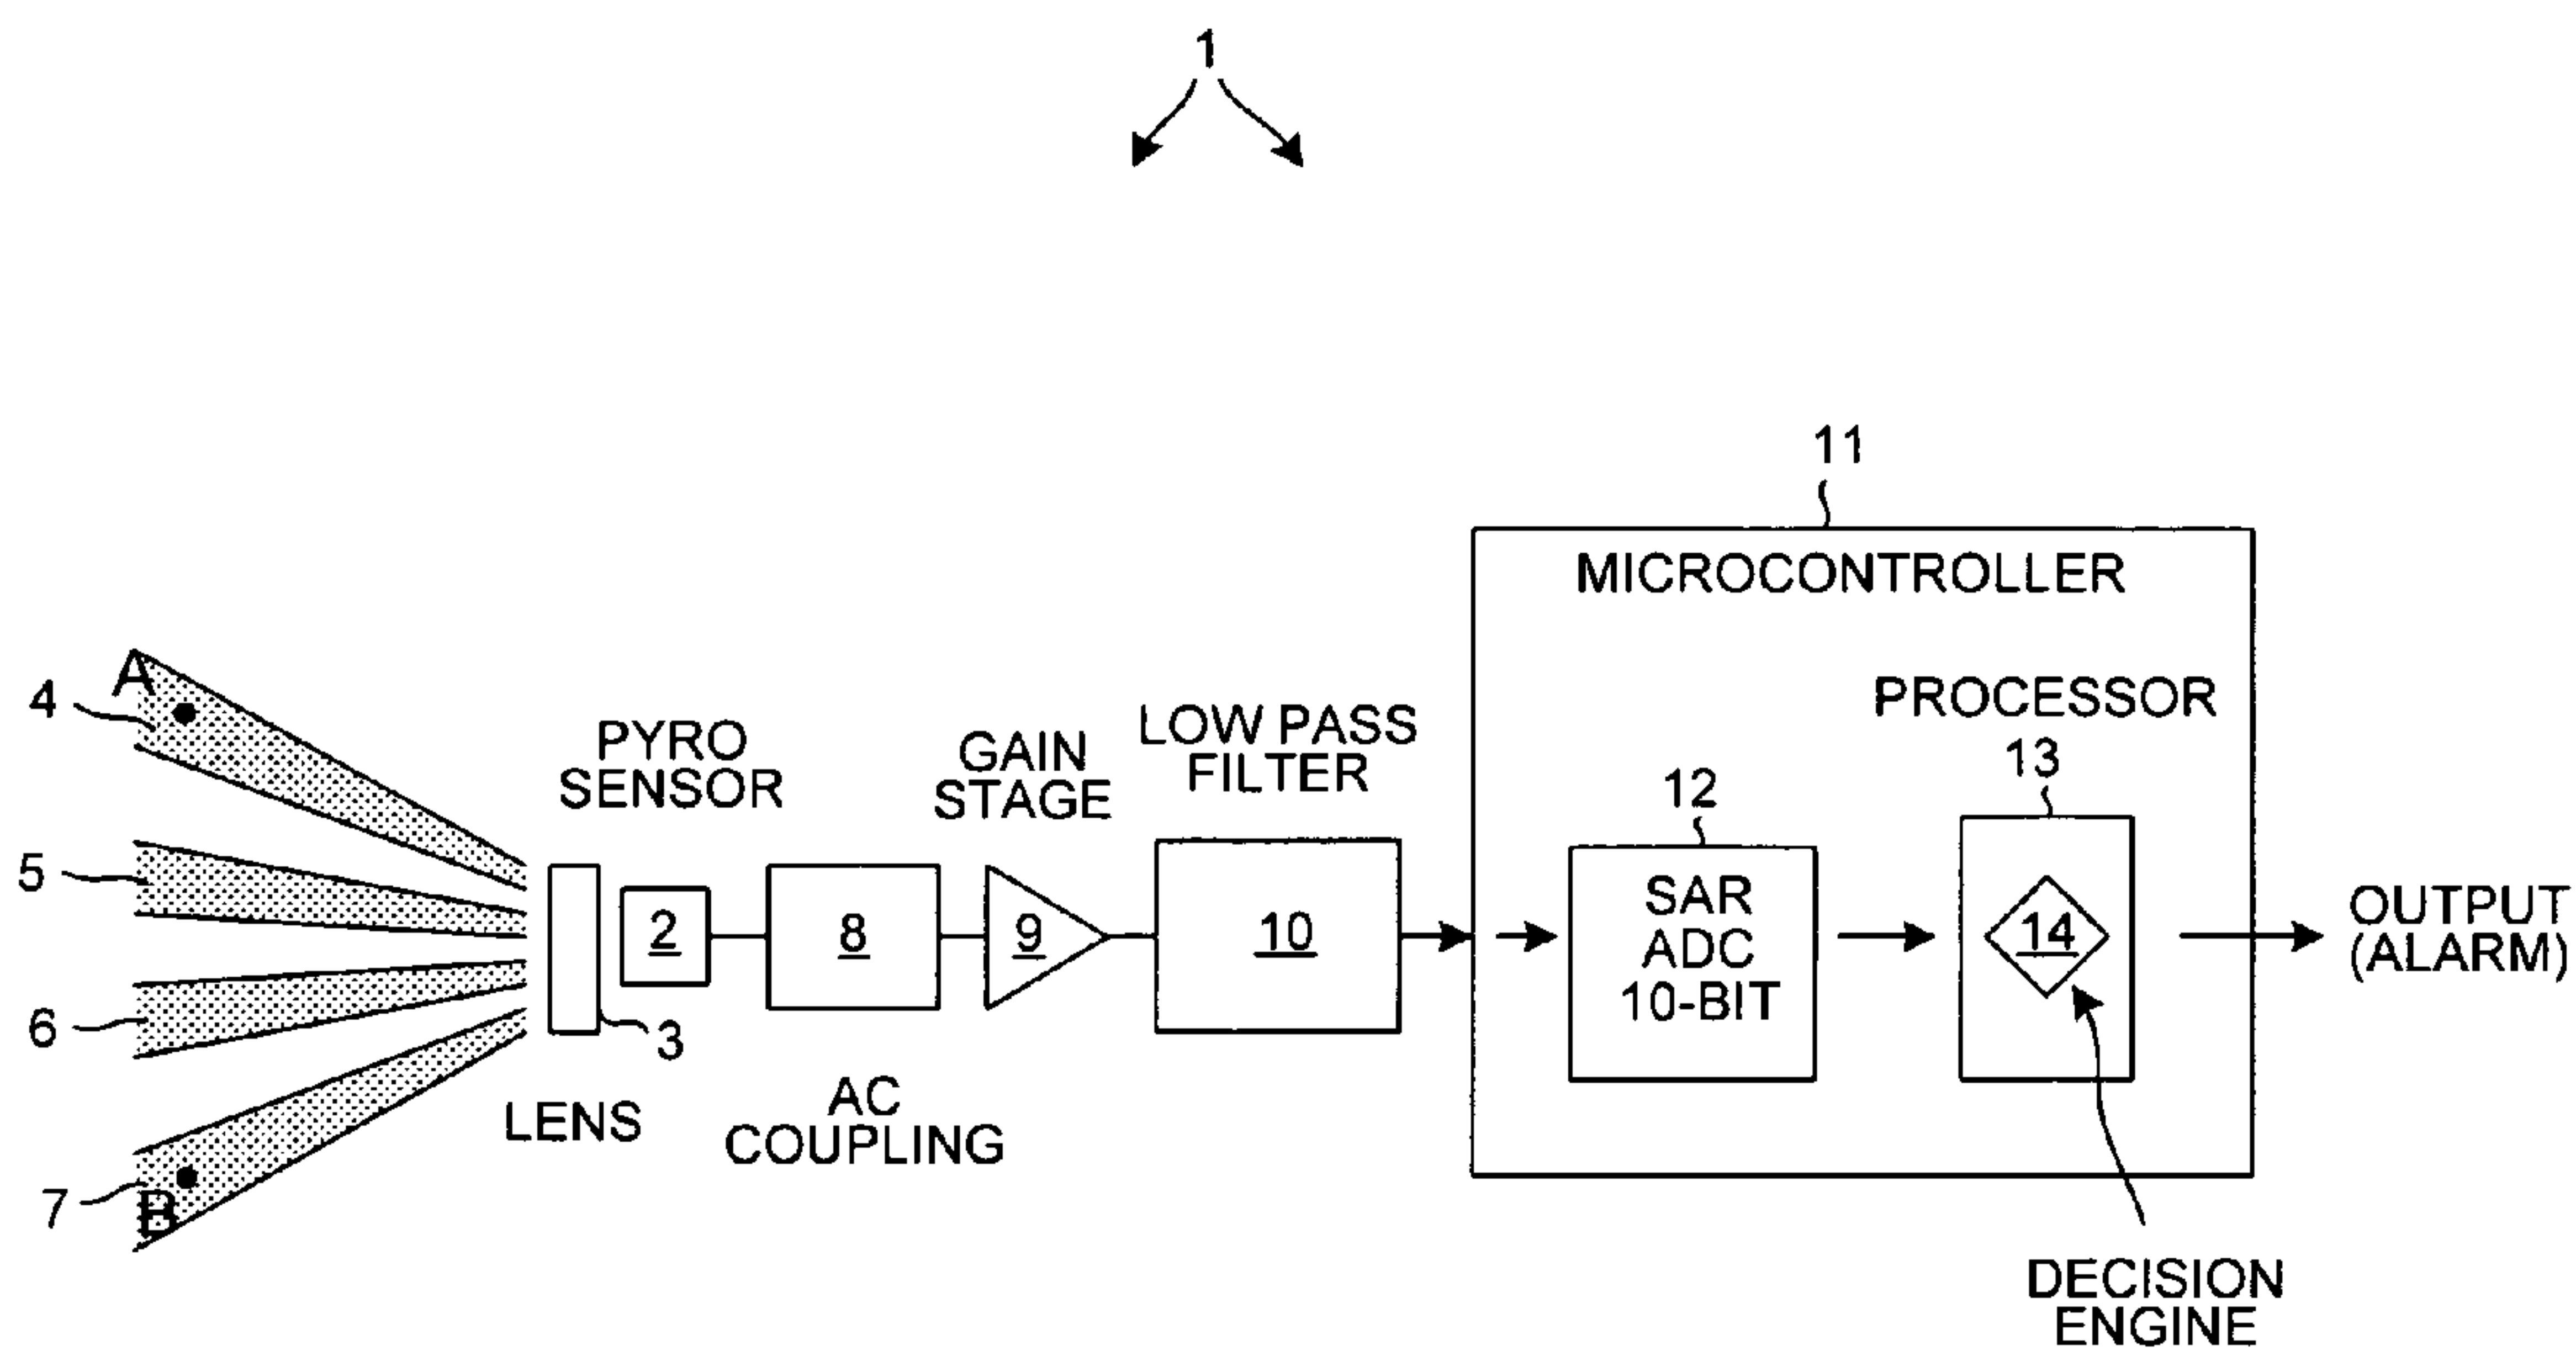 1
11
MICROCONTROLLER
A
4
PYRO
SENSOR
GAIN
STAGE
LOW PASS
FILTER
PROCESSOR
13
12
5
2
8
9
10
SAR
ADC
10-BIT
14
OUTPUT
(ALARM)
6
3
LENS
AC
COUPLING
7
B
DECISION
ENGINE